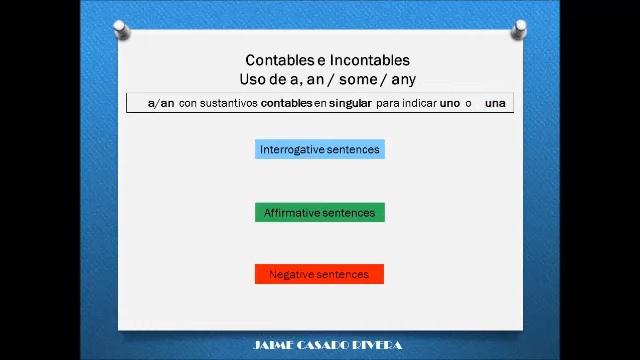 Contables e Incontables
Uso de a, an / some / any
a/an con sustantivos contables en singular para indicar uno o una
Interrogative sentences
Affirmative sentences
Negative sentences
JAIME CASADO RIVERA